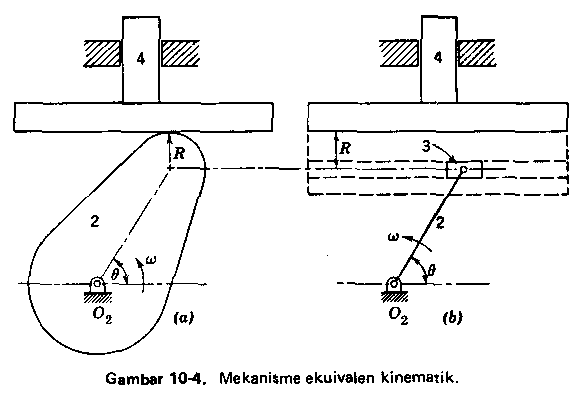 4
4
R
R
3
2
2
ω
ω
θ
θ
O₂
(a)
O₂
(b)
Gambar 10-4. Mekanisme ekuivalen kinematik.